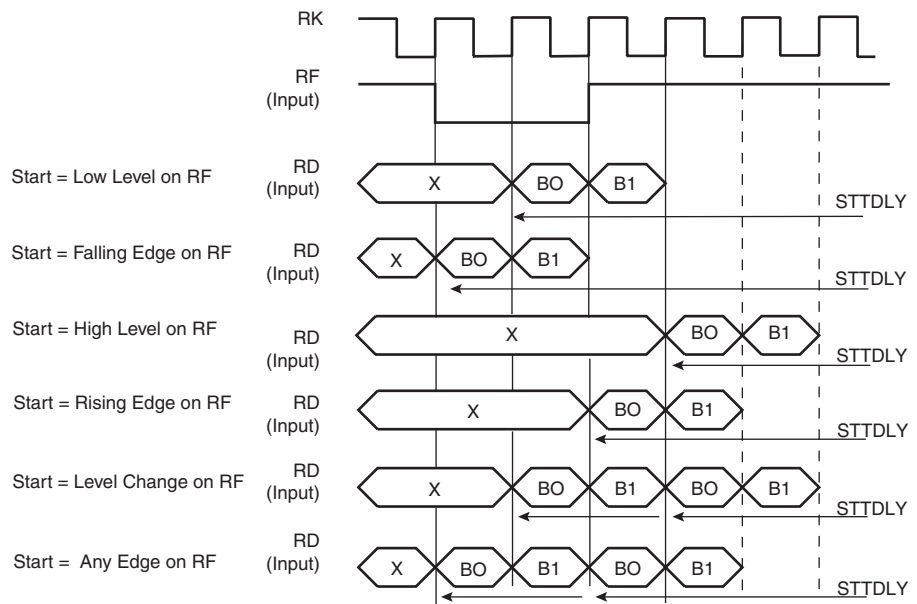 RK
RF
(Input)
Start = Low Level on RF
RD
(Input)
X
BO
B1
STTDLY
Start = Falling Edge on RF
RD
(Input)
X
BO
B1
STTDLY
Start = High Level on RF
RD
(Input)
X
BO
B1
STTDLY
Start = Rising Edge on RF
RD
(Input)
X
BO
B1
STTDLY
Start = Level Change on RF
RD
(Input)
X
BO
B1
BO
B1
STTDLY
Start = Any Edge on RF
RD
(Input)
X
BO
B1
BO
B1
STTDLY